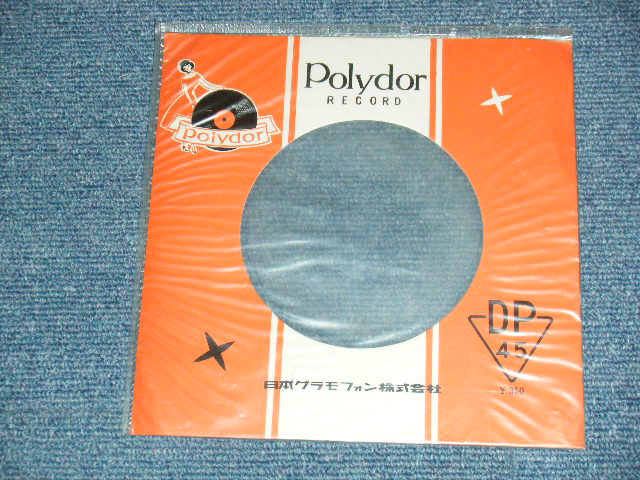 Polydor
RECORD
polydor
DP
45
¥ 350
日本グラモフォン株式会社